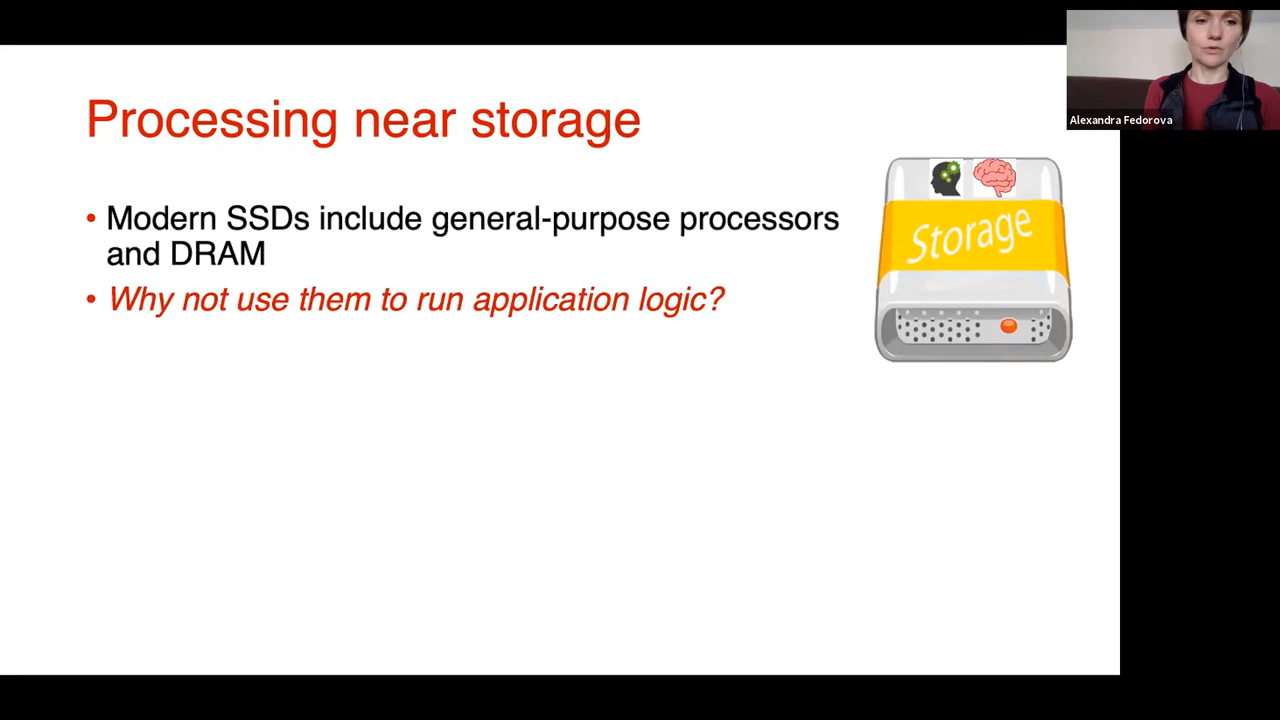 Processing near storage
• Modern SSDs include general-purpose processors
and DRAM
• Why not use them to run application logic?
Storage
Alexandra Fedorova